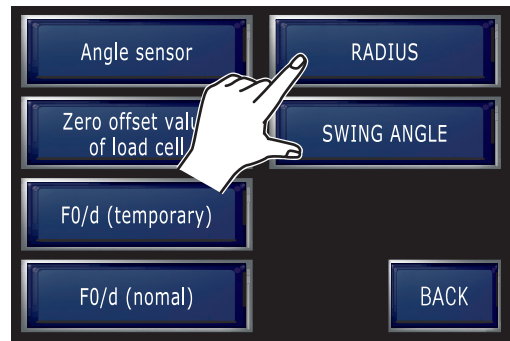 Angle sensor
RADIUS
Zero offset valu
of load cell
SWING ANGLE
F0/d (temporary)
F0/d (nomal)
BACK